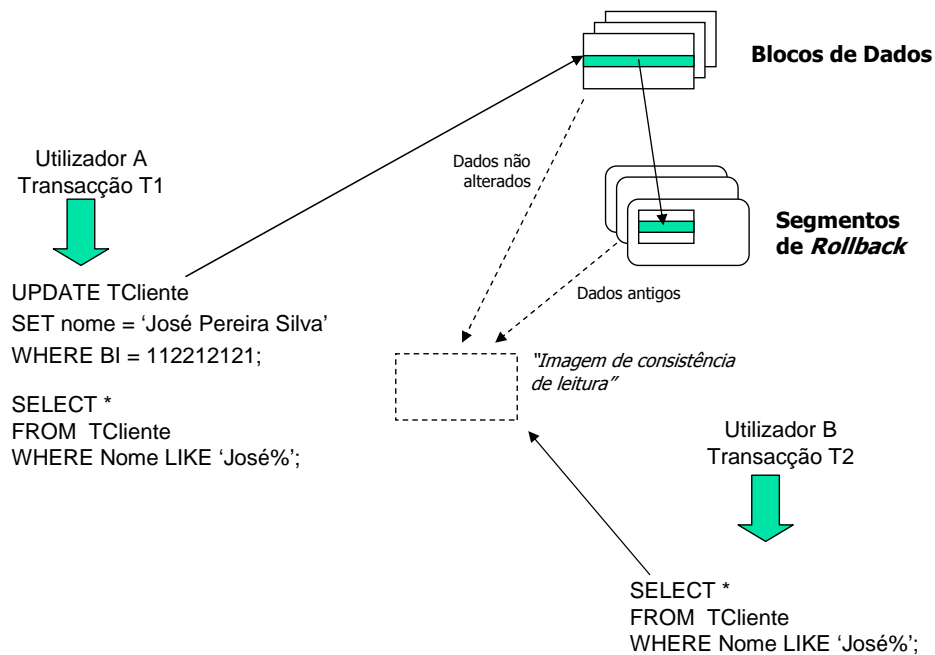 Blocos de Dados
Dados não
alterados
Utilizador A
Transacção T1
Segmentos
de Rollback
Dados antigos
UPDATE TCliente
SET nome = ‘José Pereira Silva’
WHERE BI = 112212121;
“Imagem de consistência
de leitura”
SELECT *
FROM  TCliente
WHERE Nome LIKE ‘José%’;
Utilizador B
Transacção T2
SELECT *
FROM  TCliente
WHERE Nome LIKE ‘José%’;